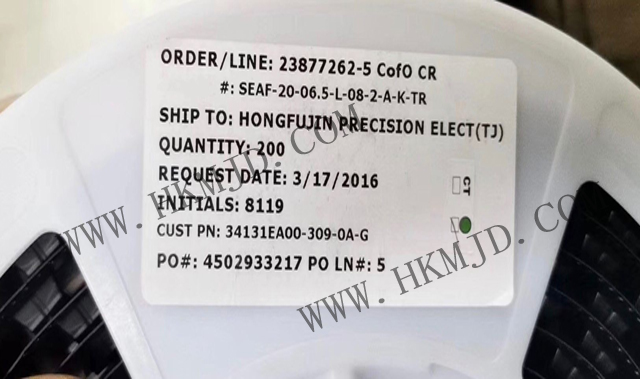 ORDER/LINE: 23877262-5 CofO CR
#: SEAF-20-06.5-L-08-2-A-K-TR
SHIP TO: HONGFUJIN PRECISION ELECT(TJ)
QUANTITY: 200
REQUEST DATE: 3/17/2016
INITIALS: 8119
CUST PN: 34131EA00-309-0A-G
PO#: 4502933217 PO LN#: 5
WWW.HKMJD.COM
WWW.HKMJD.COM